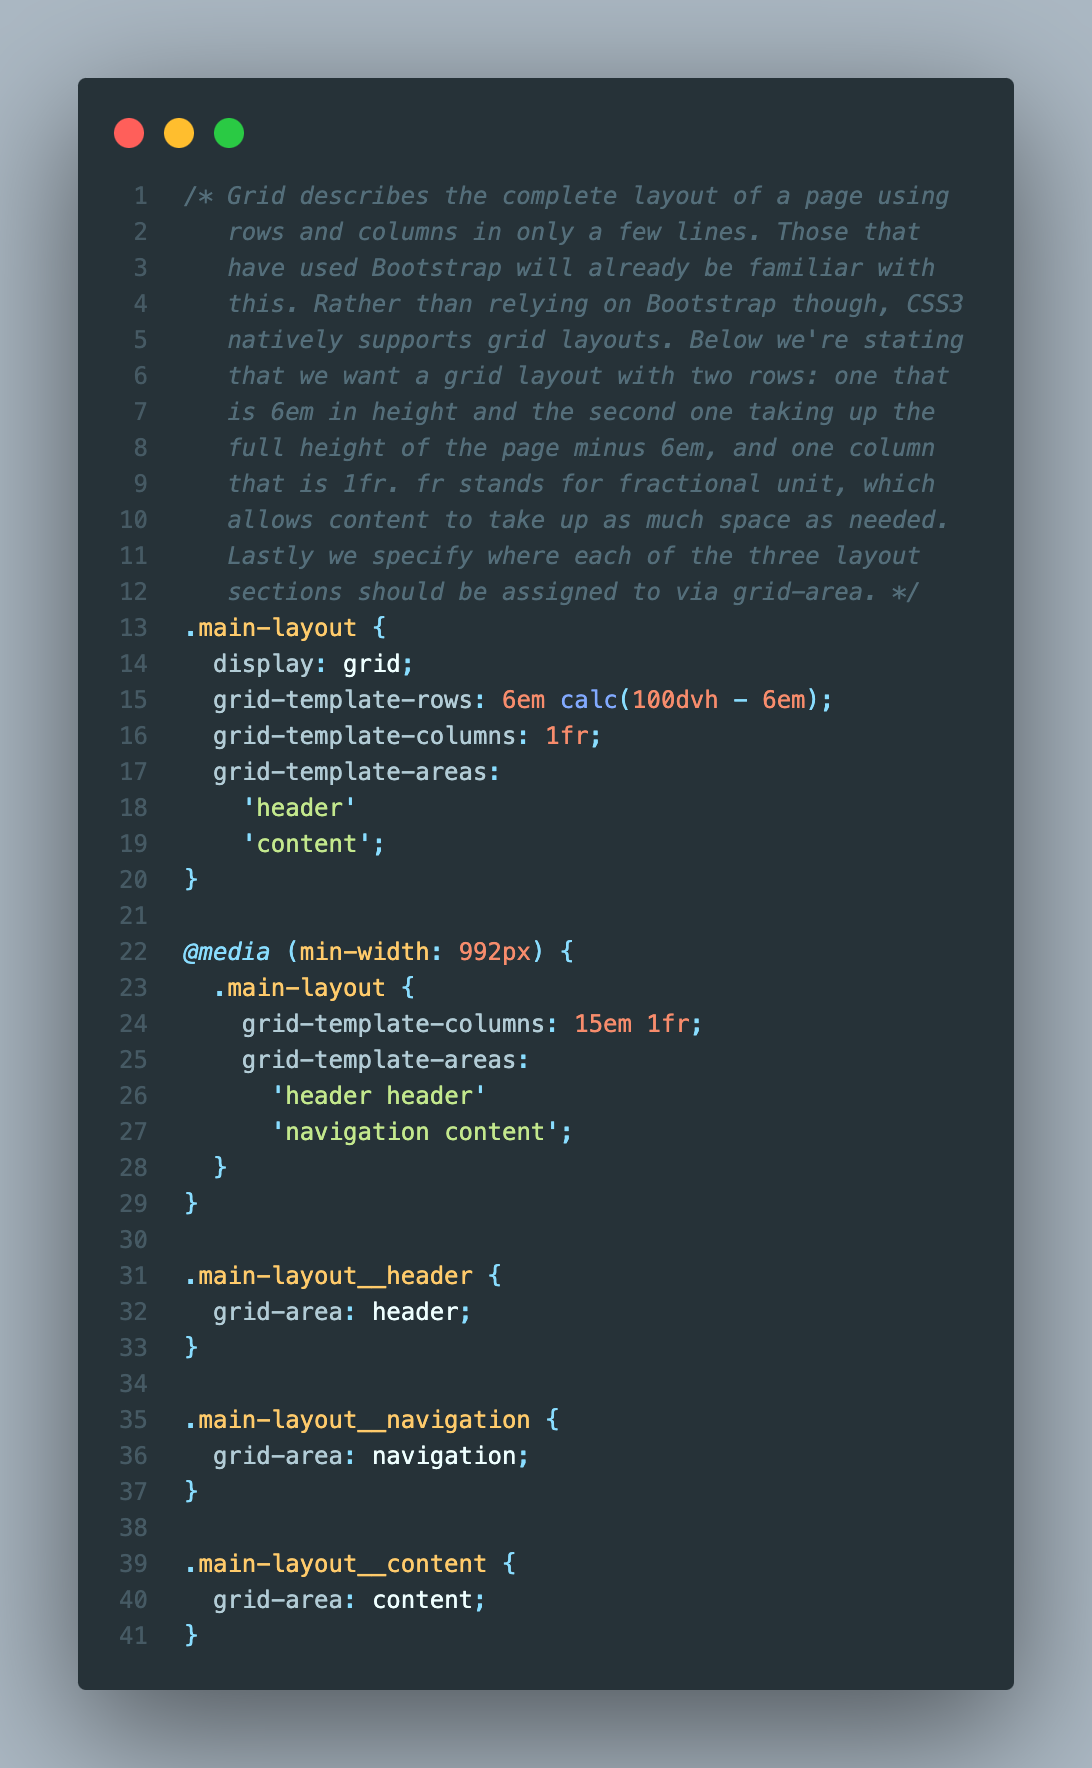 1 /* Grid describes the complete layout of a page using
2 rows and columns in only a few lines. Those that
3 have used Bootstrap will already be familiar with
4 this. Rather than relying on Bootstrap though, CSS3
5 natively supports grid layouts. Below we're stating
6 that we want a grid layout with two rows: one that
7 is 6em in height and the second one taking up the
8 full height of the page minus 6em, and one column
9 that is 1fr. fr stands for fractional unit, which
10 allows content to take up as much space as needed.
11 Lastly we specify where each of the three layout
12 sections should be assigned to via grid-area. */
13 .main-layout {
14   display: grid;
15   grid-template-rows: 6em calc(100dvh - 6em);
16   grid-template-columns: 1fr;
17   grid-template-areas:
18     'header'
19     'content';
20 }
21
22 @media (min-width: 992px) {
23   .main-layout {
24     grid-template-columns: 15em 1fr;
25     grid-template-areas:
26       'header header'
27       'navigation content';
28   }
29 }
30
31 .main-layout__header {
32   grid-area: header;
33 }
34
35 .main-layout__navigation {
36   grid-area: navigation;
37 }
38
39 .main-layout__content {
40   grid-area: content;
41 }